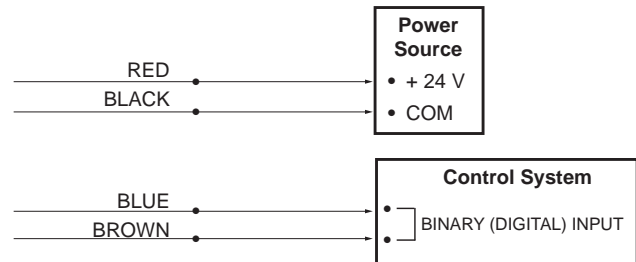 Power
Source
RED
+ 24 V
BLACK
COM
Control System
BLUE
BINARY (DIGITAL) INPUT
BROWN